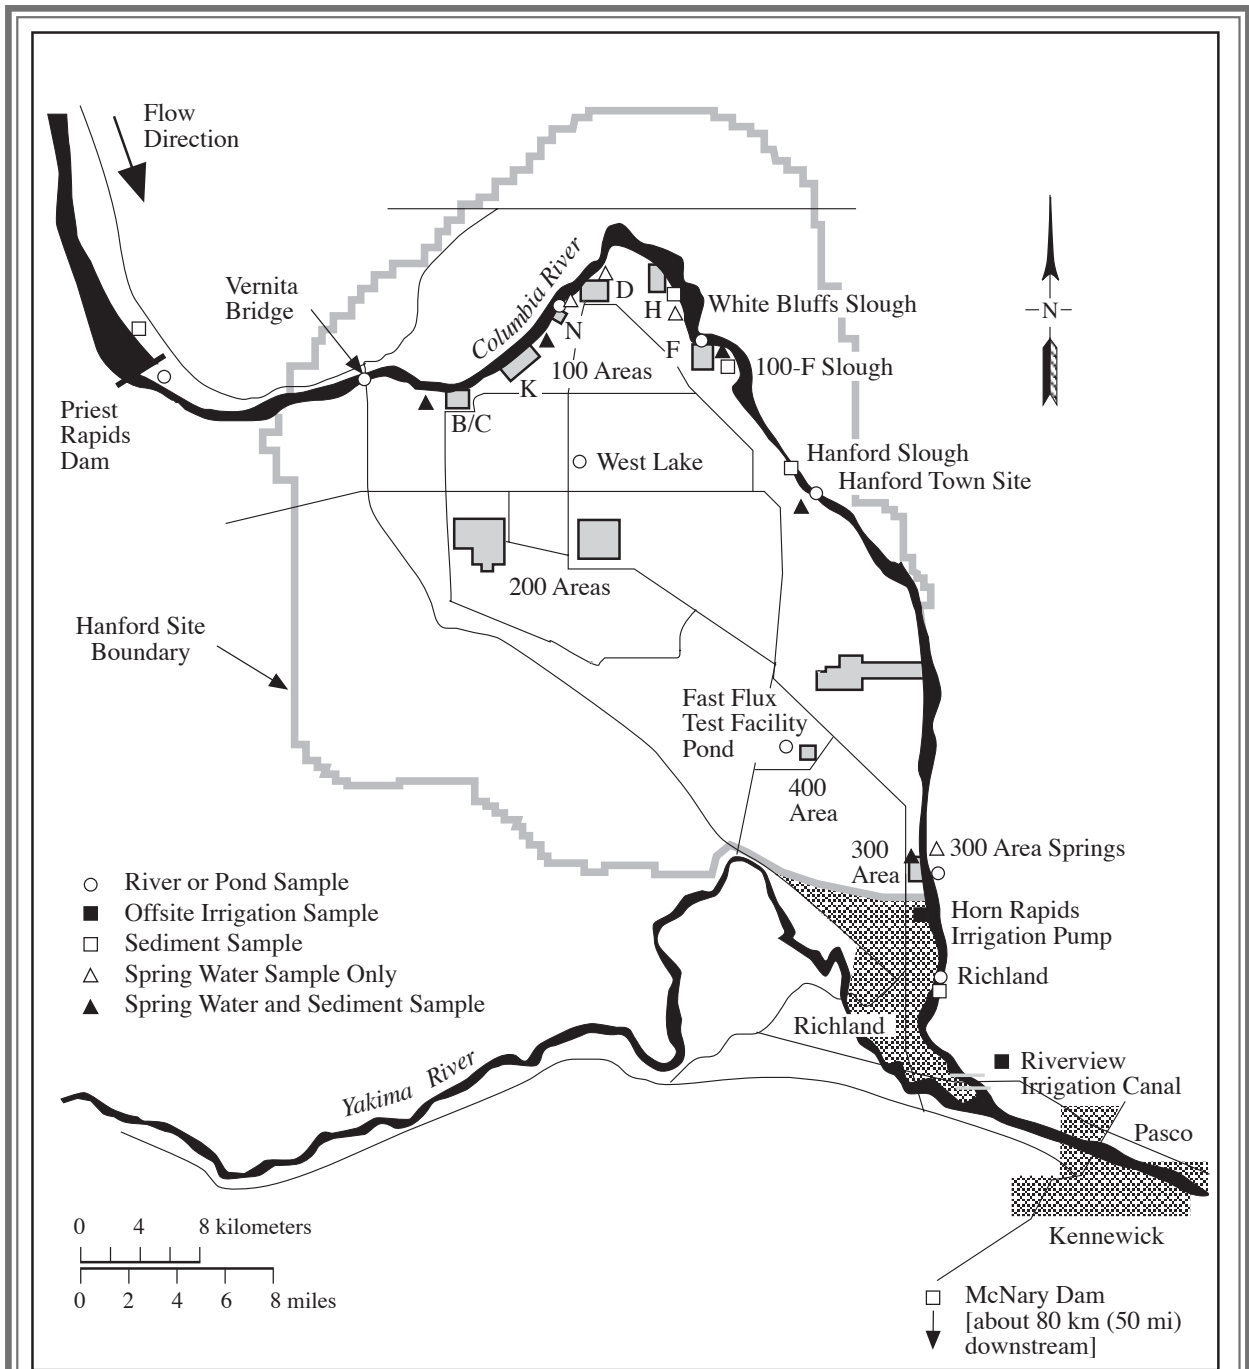 Flow
Direction
Vernita
Bridge
Columbia River
D
H
White Bluffs Slough
N
N
F
100-F Slough
100 Areas
K
B/C
Priest
Rapids
Dam
West Lake
Hanford Slough
Hanford Town Site
200 Areas
Hanford Site
Boundary
Fast Flux
Test Facility
Pond
400
Area
300
Area
300 Area Springs
River or Pond Sample
Offsite Irrigation Sample
Sediment Sample
Spring Water Sample Only
Spring Water and Sediment Sample
Horn Rapids
Irrigation Pump
Richland
Richland
Riverview
Irrigation Canal
Yakima River
Pasco
Kennewick
0 4 8 kilometers
0 2 4 6 8 miles
McNary Dam
[about 80 km (50 mi)
downstream]